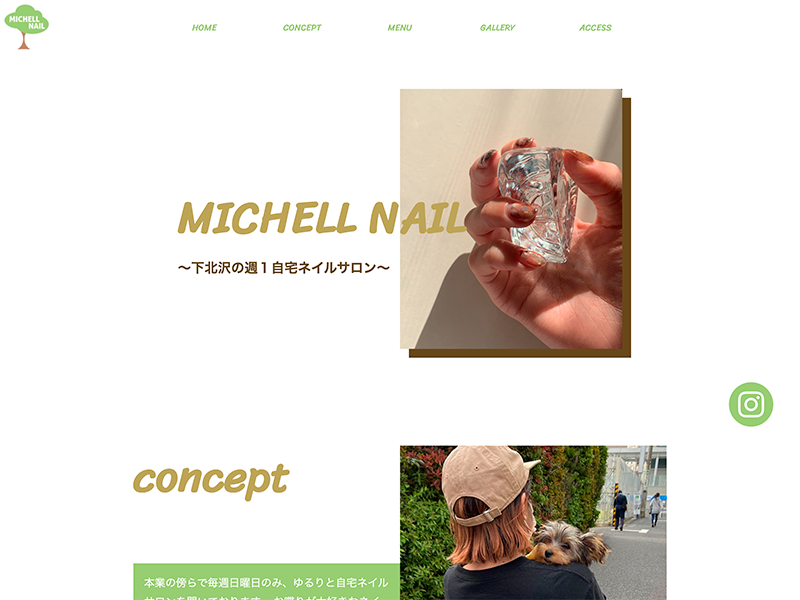 MICHELL
NAIL
HOME CONCEPT MENU GALLERY ACCESS
MICHELL NAIL
〜下北沢の週１自宅ネイルサロン〜
concept
本業の傍らで毎週日曜日のみ、ゆるりと自宅ネイル